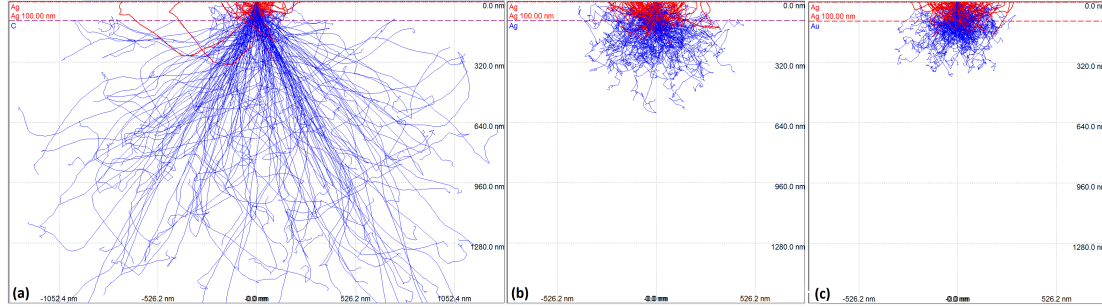 Ag
Ag 100.00 nm
C
0.0 nm
320.0 nm
640.0 nm
960.0 nm
1280.0 nm
(a)
-1052.4 nm
-526.2 nm
526.2 nm
1052.4 nm
Ag
Ag 100.00 nm
Ag
0.0 nm
320.0 nm
640.0 nm
960.0 nm
1280.0 nm
(b)
-526.2 nm
526.2 nm
Ag
Ag 100.00 nm
Au
0.0 nm
320.0 nm
640.0 nm
960.0 nm
1280.0 nm
(c)
-526.2 nm
526.2 nm